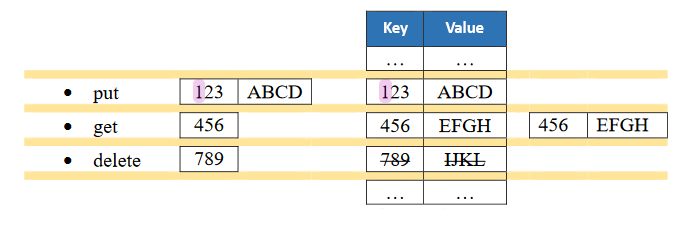 Key Value
... ...
• put 123 ABCD 123 ABCD
• get 456 456 EFGH 456 EFGH
• delete 789 789 IJKL
... ...